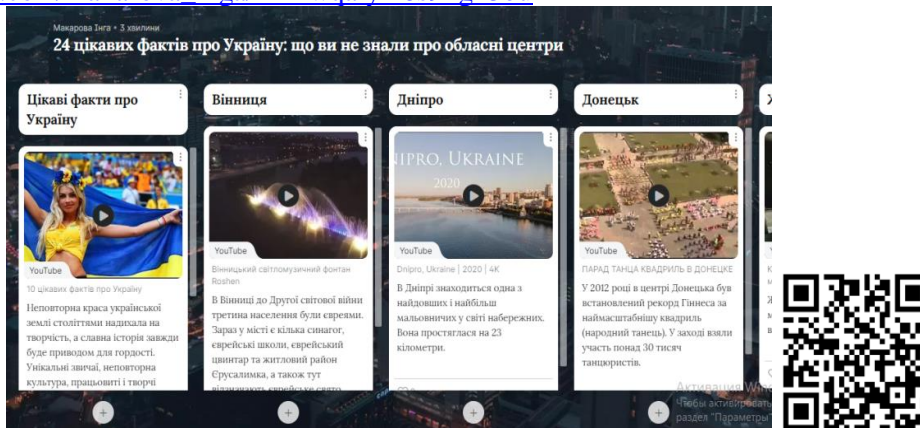 Макарова Інга • 3 хвилини
24 цікавих фактів про Україну: що ви не знали про обласні центри
Цікаві факти про
Україну
YouTube
10 цікавих фактів про Україну
Неповторна краса української
землі століттями надихала на
творчість, а славна історія завжди
буде приводом для гордості.
Унікальні звичаї, неповторна
культура, працьовиті і творчі
Вінниця
YouTube
Вінницький світломузичний фонтан
Roshen
В Вінниці до Другої світової війни
третина населення були євреями.
Зараз у місті є кілька синагог,
єврейські школи, єврейський
цвинтар та житловий район
Єрусалимка, а також тут
відзначають єврейське свято
Дніпро
NIPRO, UKRAINE
2020
YouTube
Dnipro, Ukraine | 2020 | 4K
В Дніпрі знаходиться одна з
найдовших і найбільш
мальовничих у світі набережних.
Вона простяглася на 23
кілометри.
Донецьк
YouTube
ПАРАД ТАНЦА КВАДРИЛЬ В ДОНЕЦКЕ
У 2012 році в центрі Донецька був
встановлений рекорд Гіннеса за
наймасштабнішу квадриль
(народний танець). У заході взяли
участь понад 30 тисяч
танцюристів.
Активация Win
Чтобы активировать
раздел "Параметры"